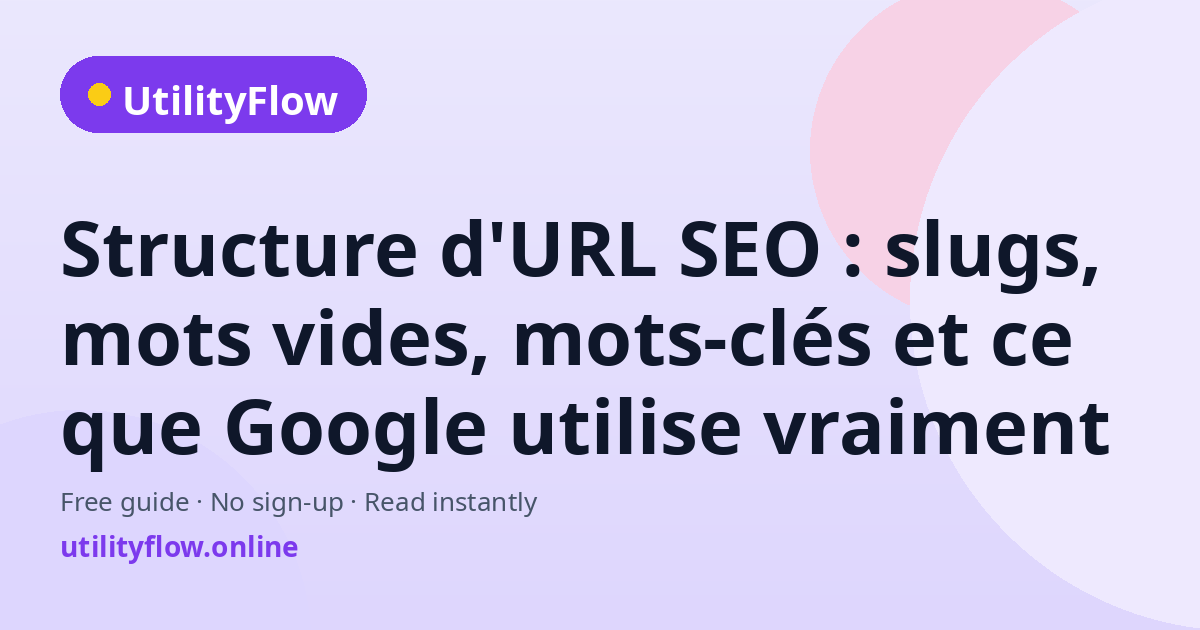 UtilityFlow
Structure d'URL SEO : slugs,
mots vides, mots-clés et ce
que Google utilise vraiment
Free guide · No sign-up · Read instantly
utilityflow.online